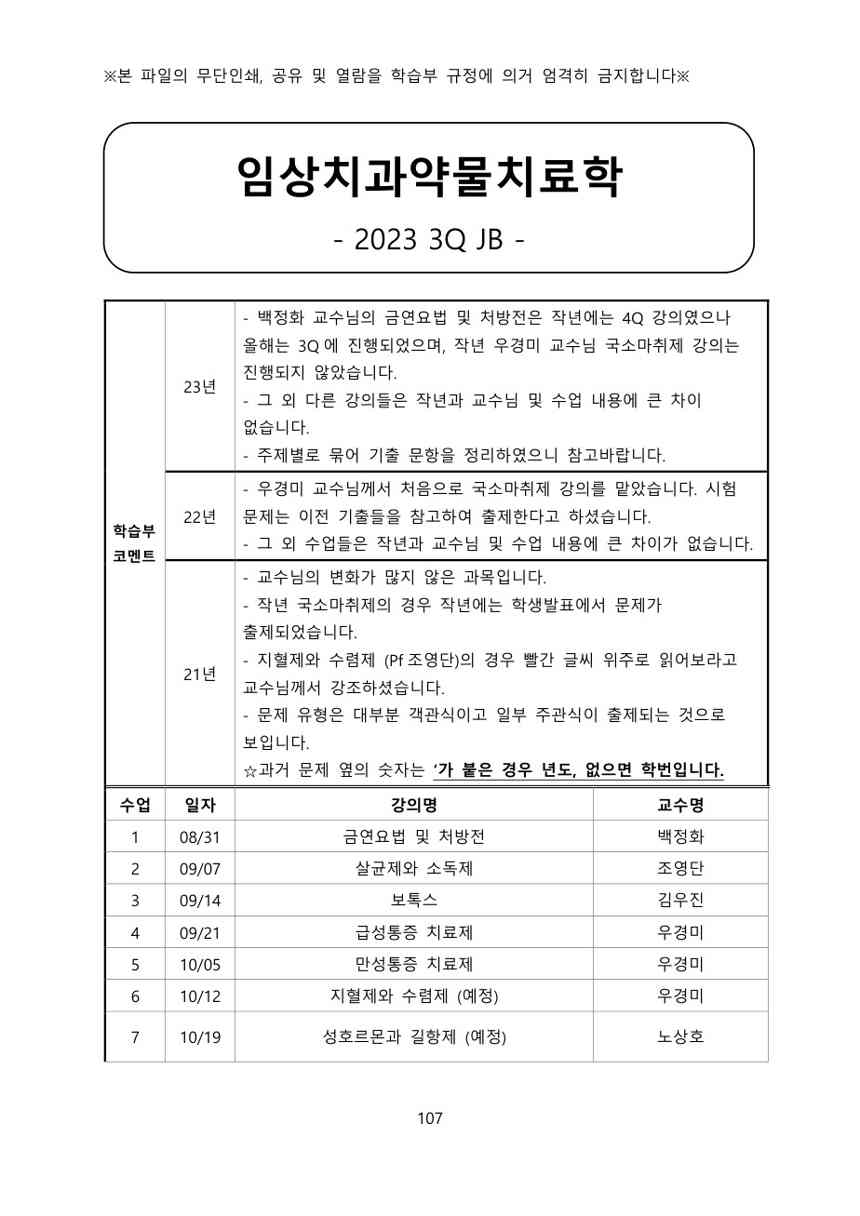 ※본 파일의 무단인쇄, 공유 및 열람을 학습부 규정에 의거 엄격히 금지합니다※
임상치과약물치료학
- 2023 3Q JB -
학습부
코멘트
23년
- 백정화 교수님의 금연요법 및 처방전은 작년에는 4Q 강의였으나
올해는 3Q에 진행되었으며, 작년 우경미 교수님 국소마취제 강의는
진행되지 않았습니다.
- 그 외 다른 강의들은 작년과 교수님 및 수업 내용에 큰 차이
없습니다.
- 주제별로 묶어 기출 문항을 정리하였으니 참고바랍니다.
22년
- 우경미 교수님께서 처음으로 국소마취제 강의를 맡았습니다. 시험
문제는 이전 기출들을 참고하여 출제한다고 하셨습니다.
- 그 외 수업들은 작년과 교수님 및 수업 내용에 큰 차이가 없습니다.
21년
- 교수님의 변화가 많지 않은 과목입니다.
- 작년 국소마취제의 경우 작년에는 학생발표에서 문제가
출제되었습니다.
- 지혈제와 수렴제 (Pf조영단)의 경우 빨간 글씨 위주로 읽어보라고
교수님께서 강조하셨습니다.
- 문제 유형은 대부분 객관식이고 일부 주관식이 출제되는 것으로
보입니다.
☆과거 문제 옆의 숫자는 ‘가 붙은 경우 년도, 없으면 학번입니다.
수업 일자 강의명 교수명
1 08/31 금연요법 및 처방전 백정화
2 09/07 살균제와 소독제 조영단
3 09/14 보톡스 김우진
4 09/21 급성통증 치료제 우경미
5 10/05 만성통증 치료제 우경미
6 10/12 지혈제와 수렴제 (예정) 우경미
7 10/19 성호르몬과 길항제 (예정) 노상호
107